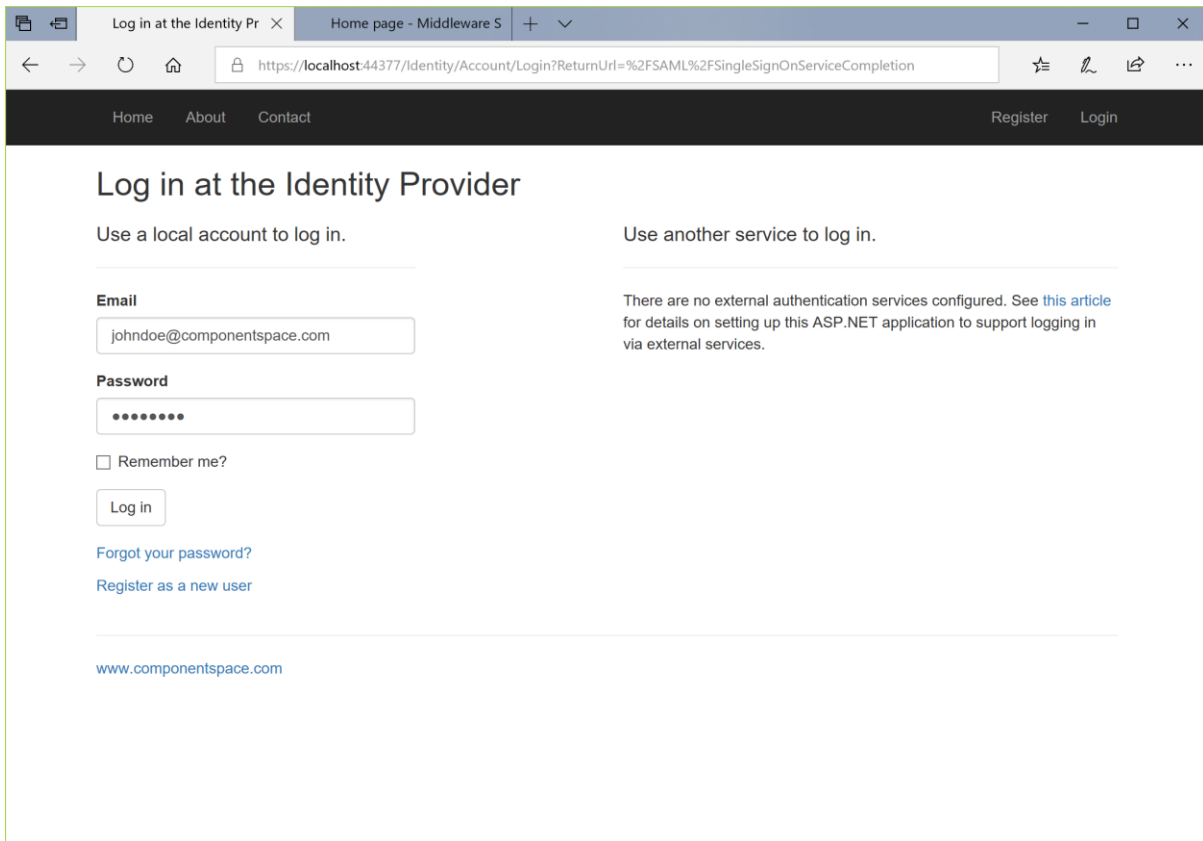 Log in at the Identity Pr
Home page - Middleware S
https://localhost:44377/Identity/Account/Login?ReturnUrl=%2FSAML%2FSingleSignOnServiceCompletion
Home About Contact Register Login
Log in at the Identity Provider
Use a local account to log in.
Email
johndoe@componentspace.com
Password
••••••••
Remember me?
Log in
Forgot your password?
Register as a new user
Use another service to log in.
There are no external authentication services configured. See this article
for details on setting up this ASP.NET application to support logging in
via external services.
www.componentspace.com